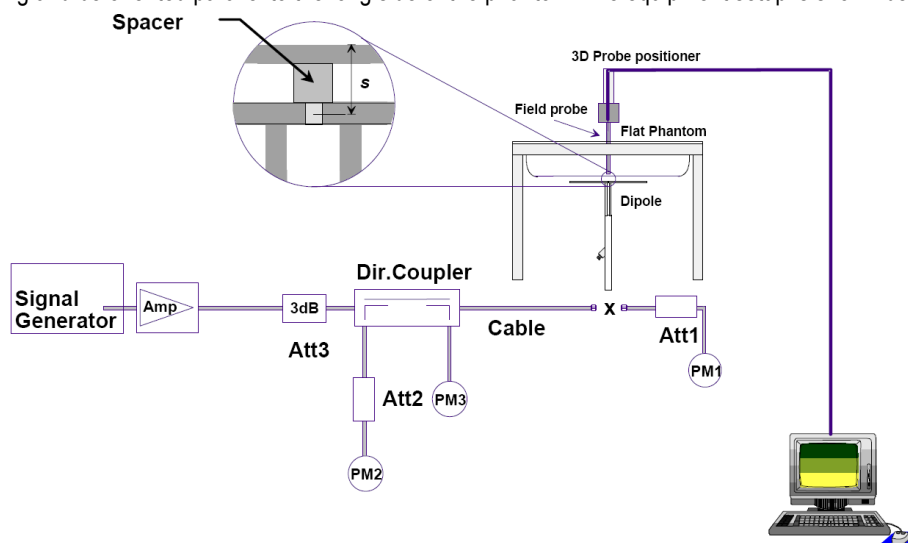 Spacer
s
3D Probe positioner
Field probe
Flat Phantom
Dipole
Dir.Coupler
Signal
Generator
Amp
3dB
Att3
Cable
X
Att1
PM1
Att2
PM3
PM2